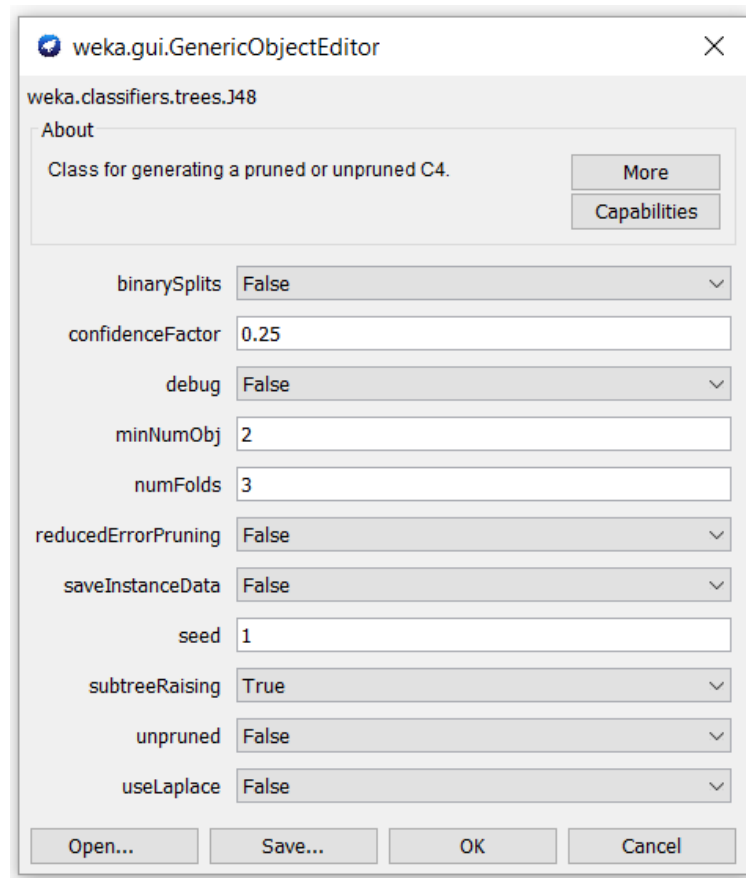 weka.gui.GenericObjectEditor
weka.classifiers.trees.J48
About
Class for generating a pruned or unpruned C4.
More
Capabilities
binarySplits False
confidenceFactor 0.25
debug False
minNumObj 2
numFolds 3
reducedErrorPruning False
saveInstanceData False
seed 1
subtreeRaising True
unpruned False
useLaplace False
Open... Save... OK Cancel